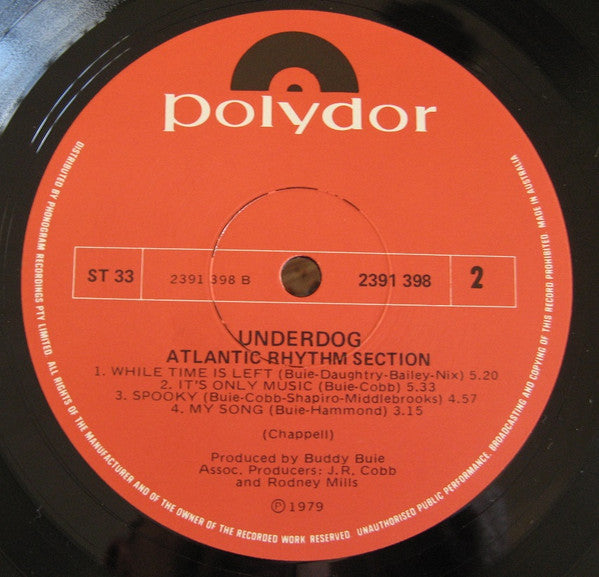 polydor
ST 33 2391 398 B 2391 398 2
UNDERDOG
ATLANTIC RHYTHM SECTION
1. WHILE TIME IS LEFT (Buie-Daughtry-Bailey-Nix) 5.20
2. IT'S ONLY MUSIC (Buie-Cobb) 5.33
3. SPOOKY (Buie-Cobb-Shapiro-Middlebrooks) 4.57
4. MY SONG (Buie-Hammond) 3.15
(Chappell)
Produced by Buddy Buie
Assoc. Producers: J.R. Cobb
and Rodney Mills
Ⓟ1979
DISTRIBUTED BY PHONOGRAM RECORDINGS PTY LIMITED. ALL RIGHTS OF THE MANUFACTURER AND OF THE OWNER OF THE RECORDED WORK RESERVED. UNAUTHORISED PUBLIC PERFORMANCE, BROADCASTING AND COPYING OF THIS RECORD PROHIBITED. MADE IN AUSTRALIA